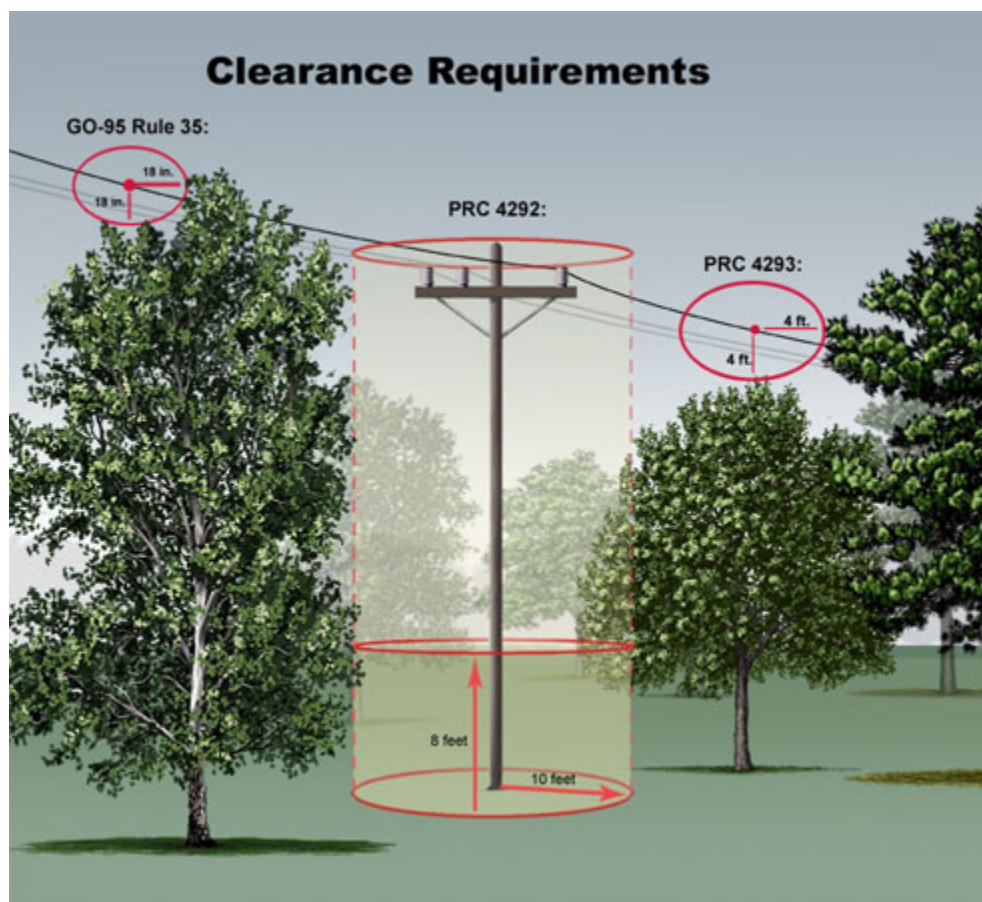 Clearance Requirements
GO-95 Rule 35:
18 in.
18 in.
PRC 4292:
PRC 4293:
4 ft.
4 ft.
8 feet
10 feet